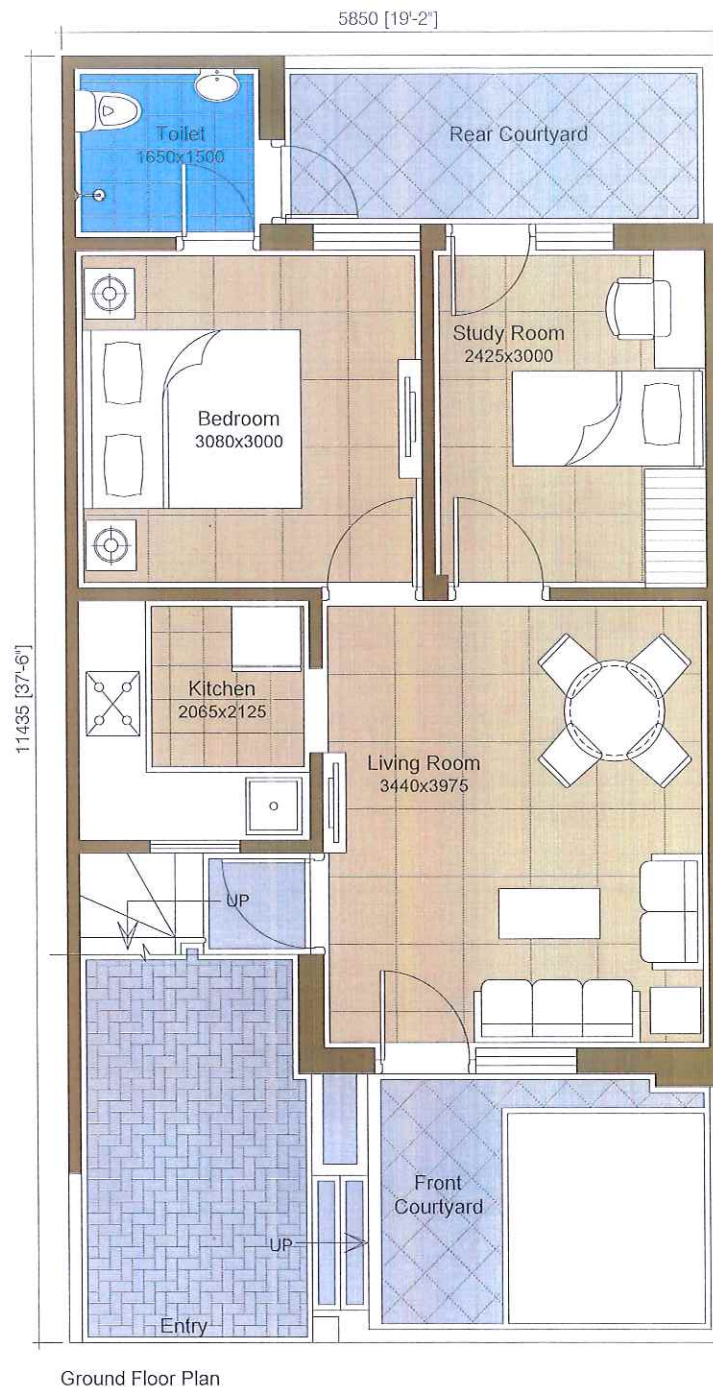 5850 [19'-2"]
Toilet
1650x1500
Rear Courtyard
Study Room
2425x3000
Bedroom
3080x3000
11435 [37'-6"]
Kitchen
2065x2125
Living Room
3440x3975
UP
Front
Courtyard
UP
Entry
Ground Floor Plan